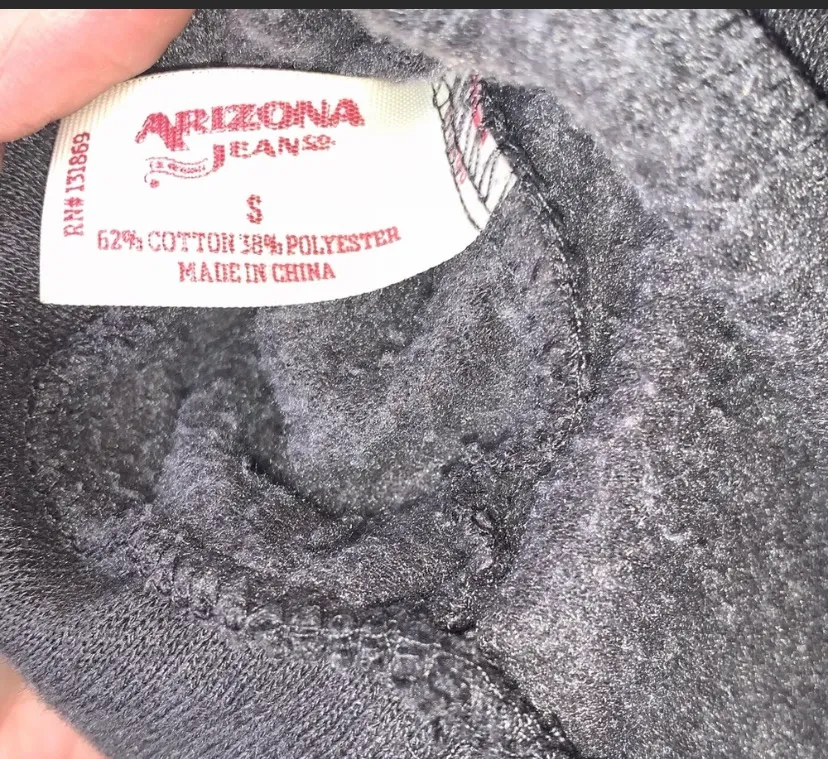 ARIZONA
JEAN CO.
S
62% COTTON 38% POLYESTER
MADE IN CHINA
RN# 131869